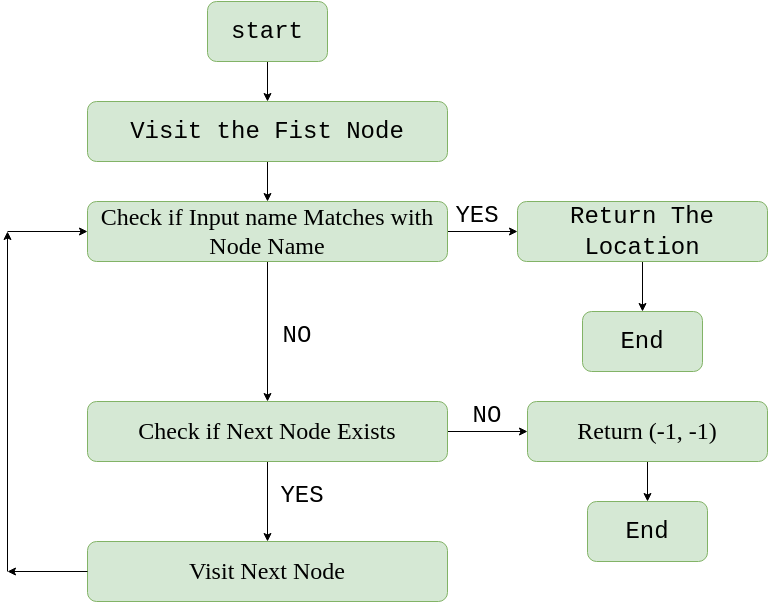 start
Visit the Fist Node
Check if Input name Matches with
Node Name
YES
Return The
Location
NO
End
Check if Next Node Exists
NO
Return (-1, -1)
YES
End
Visit Next Node